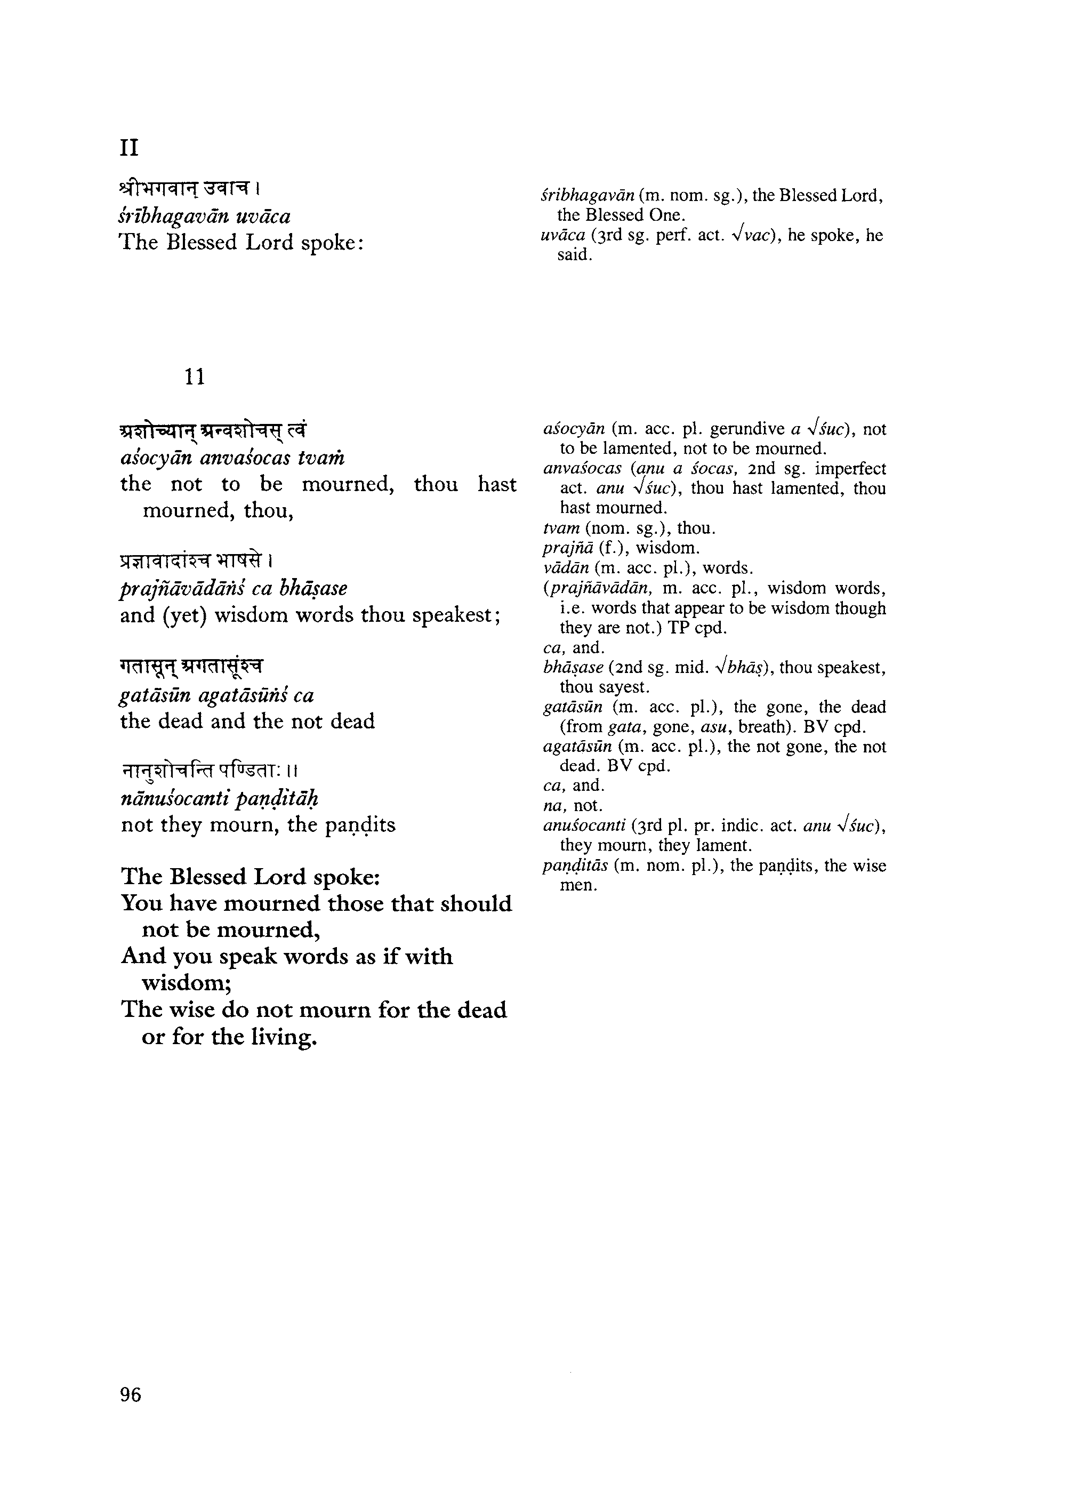 II
श्रीभगवान् उवाच ।
śrībhagavān uvāca
The Blessed Lord spoke:
śribhagavān (m. nom. sg.), the Blessed Lord,
the Blessed One.
uvāca (3rd sg. perf. act. √vac), he spoke, he
said.
11
अशोच्यान् अन्वशोचस् त्वं
aśocyān anvaśocas tvaṁ
the not to be mourned, thou hast
mourned, thou,
प्रज्ञावादांश्च भाषसे ।
prajñāvādāṅś ca bhāṣase
and (yet) wisdom words thou speakest;
गतासून् अगतासूंश्च
gatāsūn agatāsūṅś ca
the dead and the not dead
नानुशोचन्ति पण्डिताः ॥
nānuśocanti paṇḍitāḥ
not they mourn, the paṇḍits
The Blessed Lord spoke:
You have mourned those that should
not be mourned,
And you speak words as if with
wisdom;
The wise do not mourn for the dead
or for the living.
aśocyān (m. acc. pl. gerundive a √śuc), not
to be lamented, not to be mourned.
anvaśocas (anu a śocas, 2nd sg. imperfect
act. anu √śuc), thou hast lamented, thou
hast mourned.
tvam (nom. sg.), thou.
prajñā (f.), wisdom.
vādān (m. acc. pl.), words.
(prajñāvādān, m. acc. pl., wisdom words,
i.e. words that appear to be wisdom though
they are not.) TP cpd.
ca, and.
bhāṣase (2nd sg. mid. √bhāṣ), thou speakest,
thou sayest.
gatāsūn (m. acc. pl.), the gone, the dead
(from gata, gone, asu, breath). BV cpd.
agatāsūn (m. acc. pl.), the not gone, the not
dead. BV cpd.
ca, and.
na, not.
anuśocanti (3rd pl. pr. indic. act. anu √śuc),
they mourn, they lament.
paṇḍitās (m. nom. pl.), the paṇḍits, the wise
men.
96